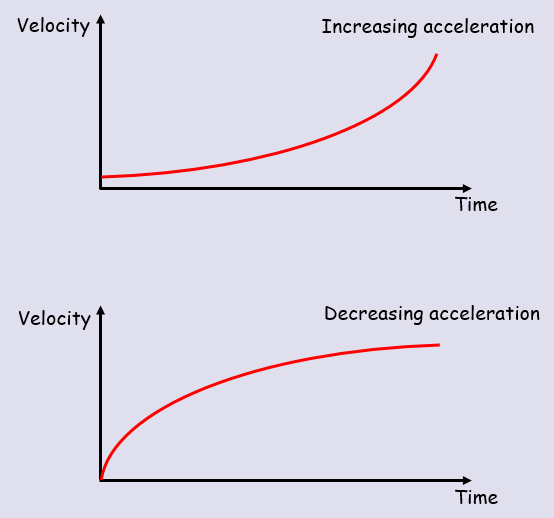 Velocity
Increasing acceleration
Time
Velocity
Decreasing acceleration
Time